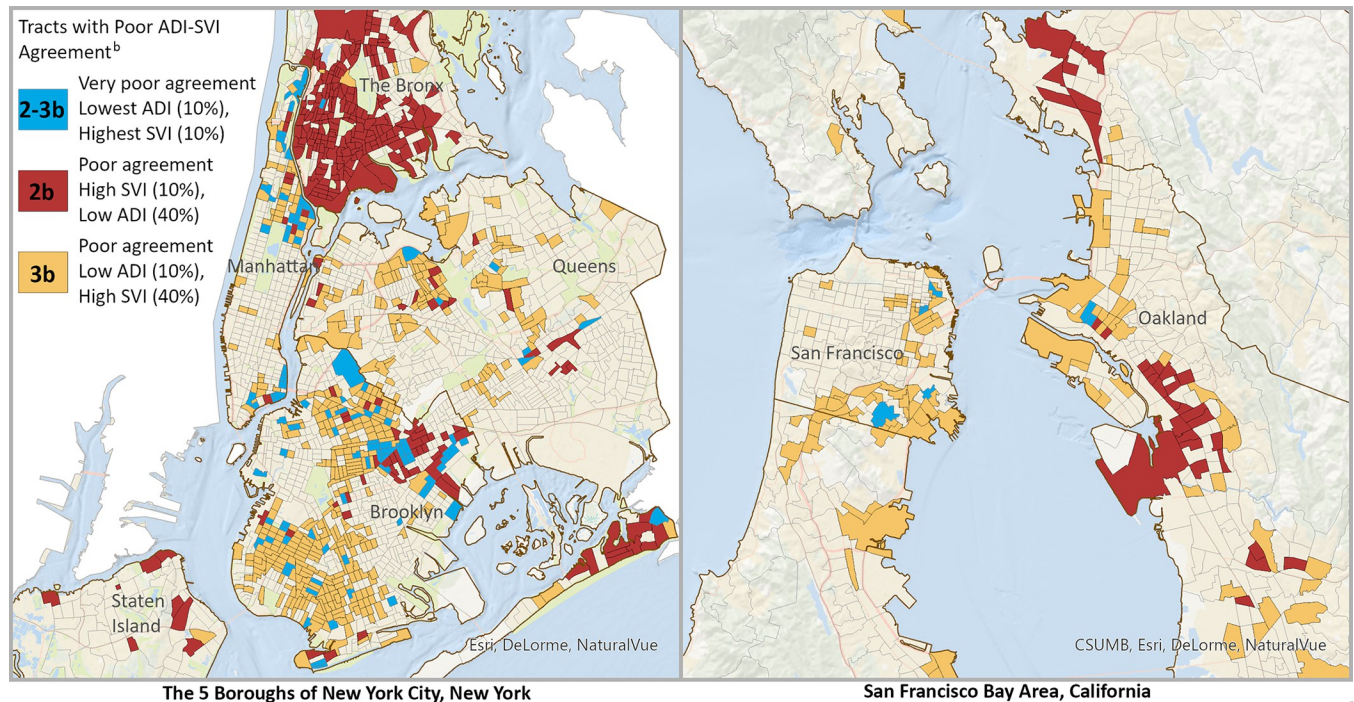 Tracts with Poor ADI-SVI
Agreementᵇ
2-3b
Very poor agreement
Lowest ADI (10%),
Highest SVI (10%)
2b
Poor agreement
High SVI (10%),
Low ADI (40%)
3b
Poor agreement
Low ADI (10%),
High SVI (40%)
The Bronx
Manhattan
Queens
Brooklyn
Staten
Island
Esri, DeLorme, NaturalVue
San Francisco
Oakland
CSUMB, Esri, DeLorme, NaturalVue
The 5 Boroughs of New York City, New York
San Francisco Bay Area, California